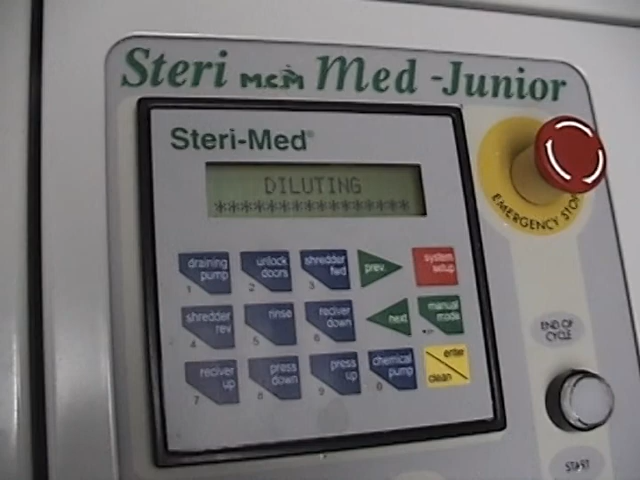 Steri M.C.M Med -Junior
Steri-Med®
DILUTING
****************
EMERGENCY STOP
draining pump
1
unlock doors
2
shredder fwd
3
prev.
system setup
shredder rev
4
rinse
5
reciver down
6
next
manual mode
reciver up
7
press down
8
press up
9
chemical pump
0
enter
clean
END OF
CYCLE
START